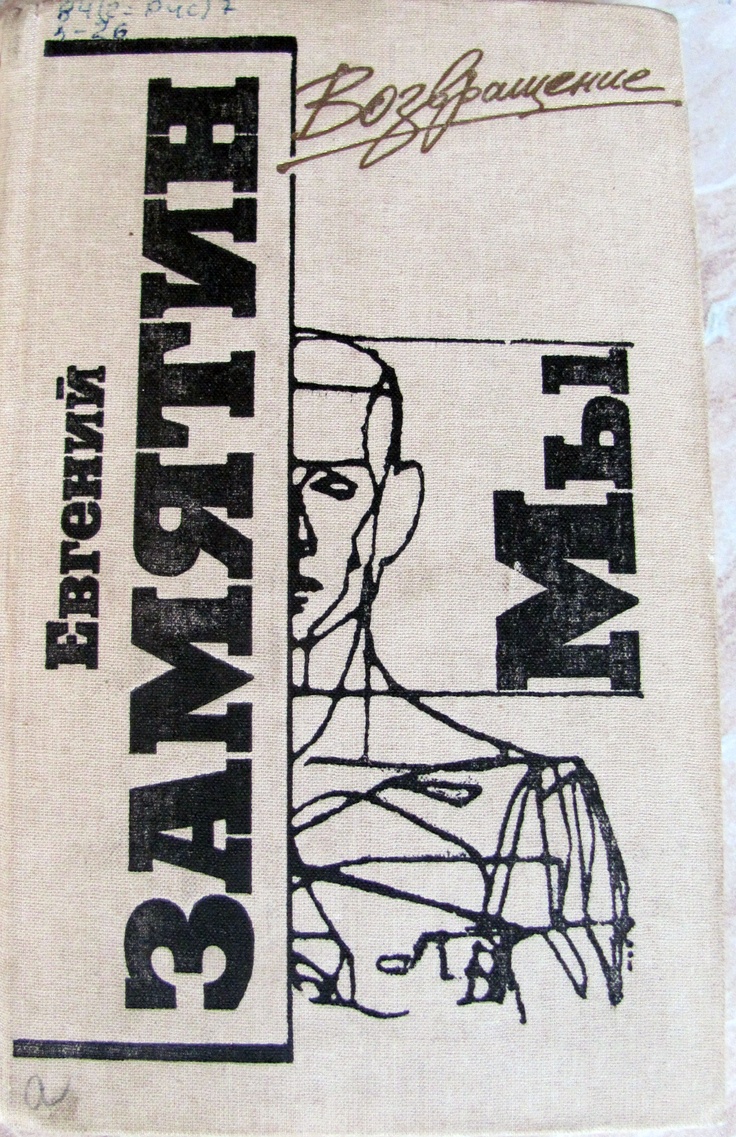 Возвращение
Евгений
ЗАМЯТИН
Мы
а